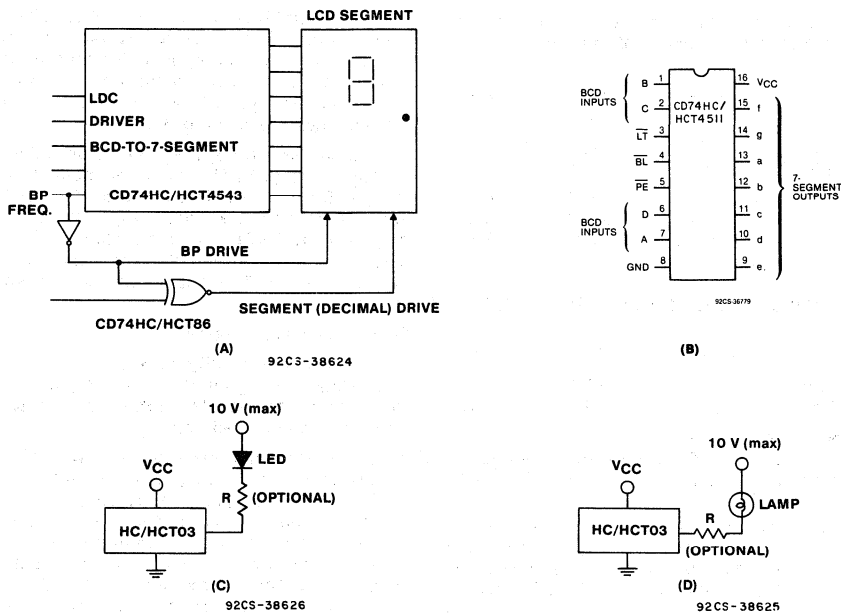 LCD SEGMENT
LDC
DRIVER
BCD-TO-7-SEGMENT
CD74HC/HCT4543
BP
FREQ.
BP DRIVE
SEGMENT (DECIMAL) DRIVE
CD74HC/HCT86
(A)
92CS-38624
BCD
INPUTS
B 1
C 2
LT 3
BL 4
PE 5
BCD
INPUTS
D 6
A 7
GND 8
CD74HC/
HCT4511
16 VCC
15 f
14 g
13 a
12 b
11 c
10 d
9 e.
7-
SEGMENT
OUTPUTS
92CS-36779
(B)
10 V (max)
LED
VCC
R (OPTIONAL)
HC/HCT03
(C)
92CS-38626
10 V (max)
VCC
LAMP
HC/HCT03
R
(OPTIONAL)
(D)
92CS-38625